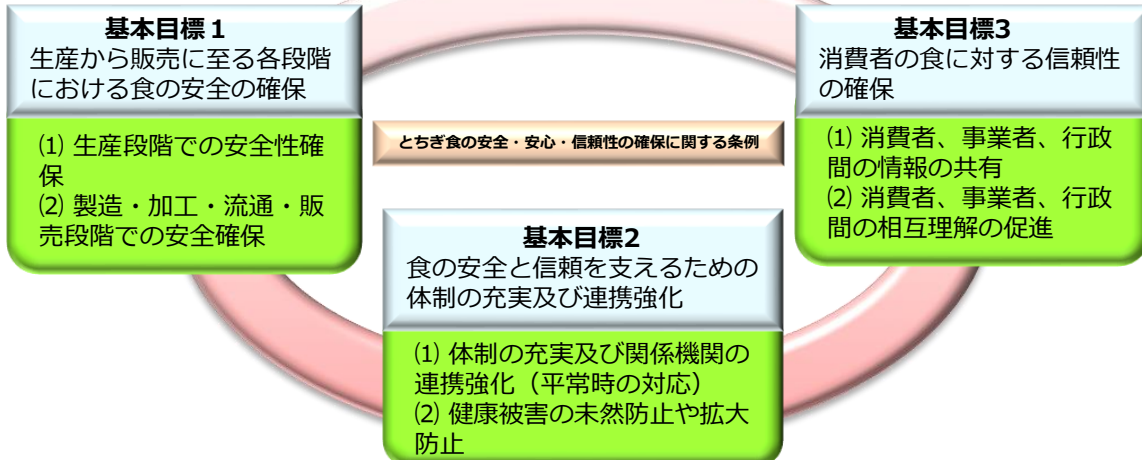 基本目標1
生産から販売に至る各段階
における食の安全の確保
⑴ 生産段階での安全性確
保
⑵ 製造・加工・流通・販
売段階での安全確保
とちぎ食の安全・安心・信頼性の確保に関する条例
基本目標2
食の安全と信頼を支えるための
体制の充実及び連携強化
⑴ 体制の充実及び関係機関の
連携強化（平常時の対応）
⑵ 健康被害の未然防止や拡大
防止
基本目標3
消費者の食に対する信頼性
の確保
⑴ 消費者、事業者、行政
間の情報の共有
⑵ 消費者、事業者、行政
間の相互理解の促進